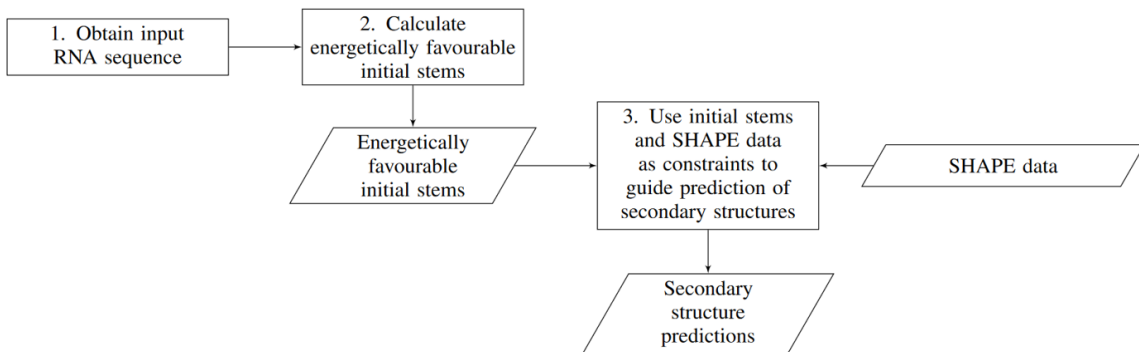 1. Obtain input
RNA sequence
2. Calculate
energetically favourable
initial stems
Energetically
favourable
initial stems
3. Use initial stems
and SHAPE data
as constraints to
guide prediction of
secondary structures
SHAPE data
Secondary
structure
predictions